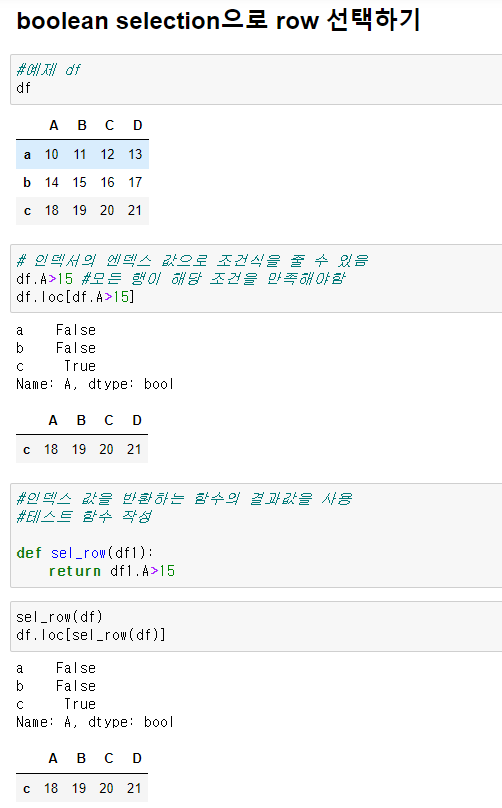 boolean selection으로 row 선택하기
#예제 df
df
A B C D
a 10 11 12 13
b 14 15 16 17
c 18 19 20 21
# 인덱서의 엔덱스 값으로 조건식을 줄 수 있음
df.A>15 #모든 행이 해당 조건을 만족해야함
df.loc[df.A>15]
a False
b False
c True
Name: A, dtype: bool
A B C D
c 18 19 20 21
#인덱스 값을 반환하는 함수의 결과값을 사용
#테스트 함수 작성
def sel_row(df1):
    return df1.A>15
sel_row(df)
df.loc[sel_row(df)]
a False
b False
c True
Name: A, dtype: bool
A B C D
c 18 19 20 21